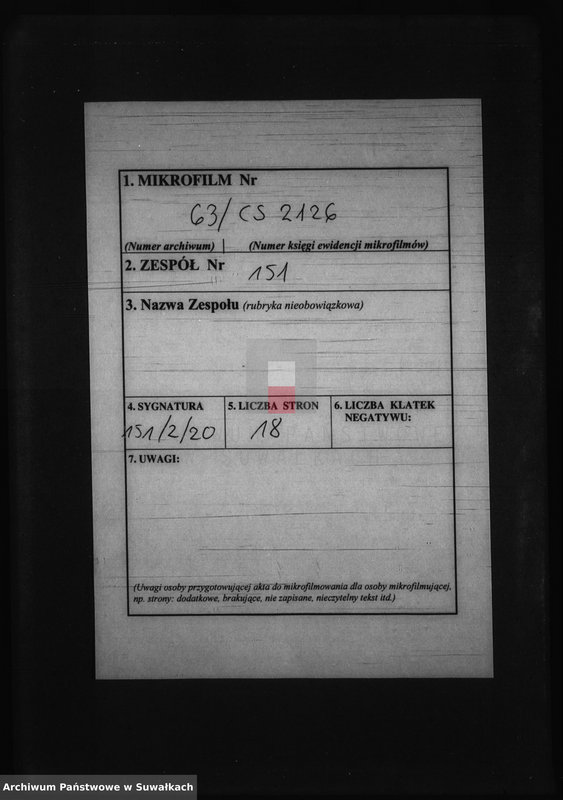 1. MIKROFILM Nr
63/CS 2126
(Numer archiwum) (Numer księgi ewidencji mikrofilmów)
2. ZESPÓŁ Nr 151
3. Nazwa Zespołu (rubryka nieobowiązkowa)
4. SYGNATURA
151/2/20
5. LICZBA STRON
18
6. LICZBA KLATEK
NEGATYWU:
7. UWAGI:
(Uwagi osoby przygotowującej akta do mikrofilmowania dla osoby mikrofilmującej,
np. strony: dodatkowe, brakujące, nie zapisane, nieczytelny tekst itd.)
Archiwum Państwowe w Suwałkach